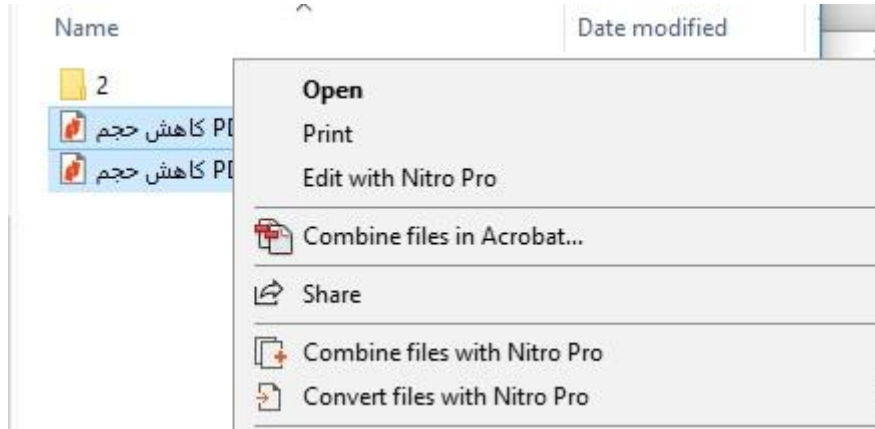 Name
Date modified
2
کاهش حجم PD
کاهش حجم PD
Open
Print
Edit with Nitro Pro
Combine files in Acrobat...
Share
Combine files with Nitro Pro
Convert files with Nitro Pro